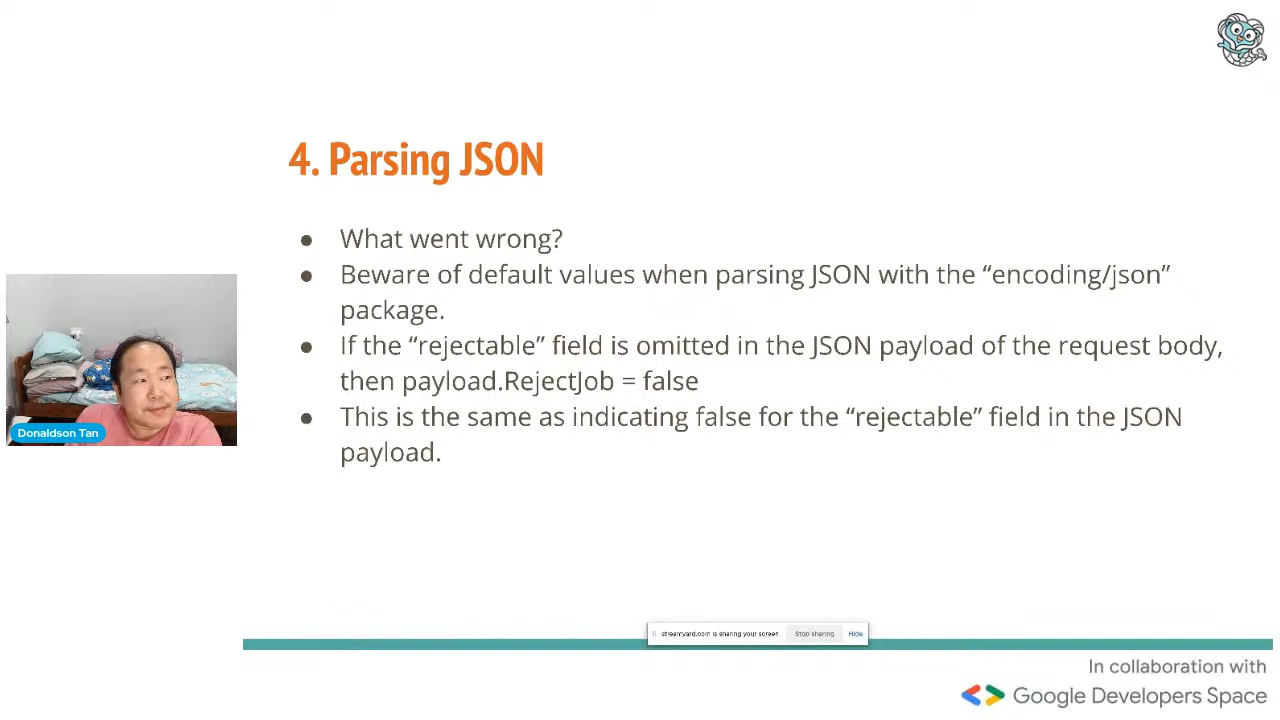 4. Parsing JSON
● What went wrong?
● Beware of default values when parsing JSON with the “encoding/json”
package.
● If the “rejectable” field is omitted in the JSON payload of the request body,
then payload.RejectJob = false
● This is the same as indicating false for the “rejectable” field in the JSON
payload.
Donaldson Tan
streamyard.com is sharing your screen. Stop sharing Hide
In collaboration with
Google Developers Space